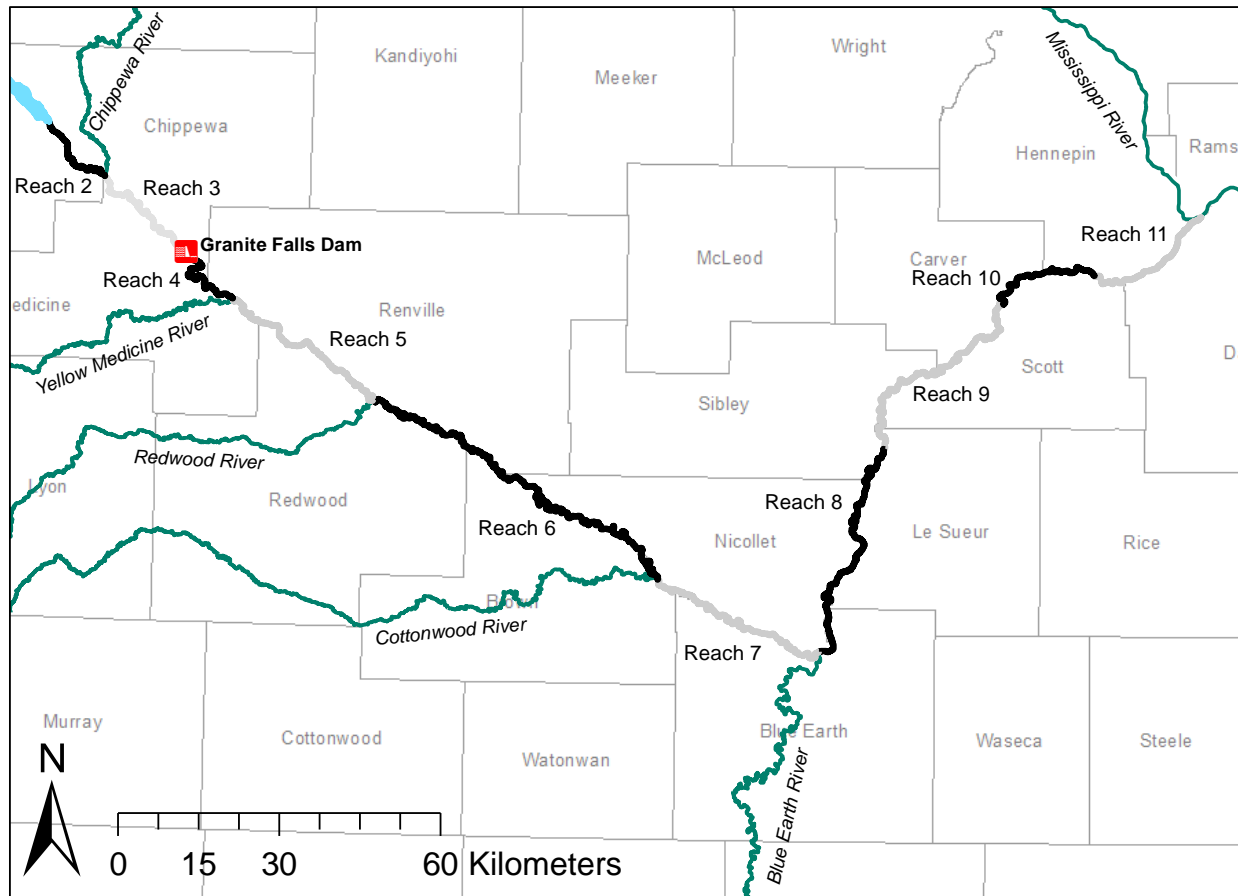 Mississippi River
Chippewa River
Kandiyohi
Wright
Meeker
Chippewa
Hennepin
Rams
Reach 2
Reach 3
Granite Falls Dam
Reach 11
McLeod
Carver
Reach 10
Reach 4
edicine
Renville
Yellow Medicine River
Reach 5
Scott
D
Reach 9
Sibley
Redwood River
Lyon
Redwood
Reach 8
Reach 6
Nicollet
Le Sueur
Rice
Brown
Cottonwood River
Reach 7
Murray
Cottonwood
Blue Earth
Waseca
Steele
Watonwan
Blue Earth River
N
0 15 30 60 Kilometers